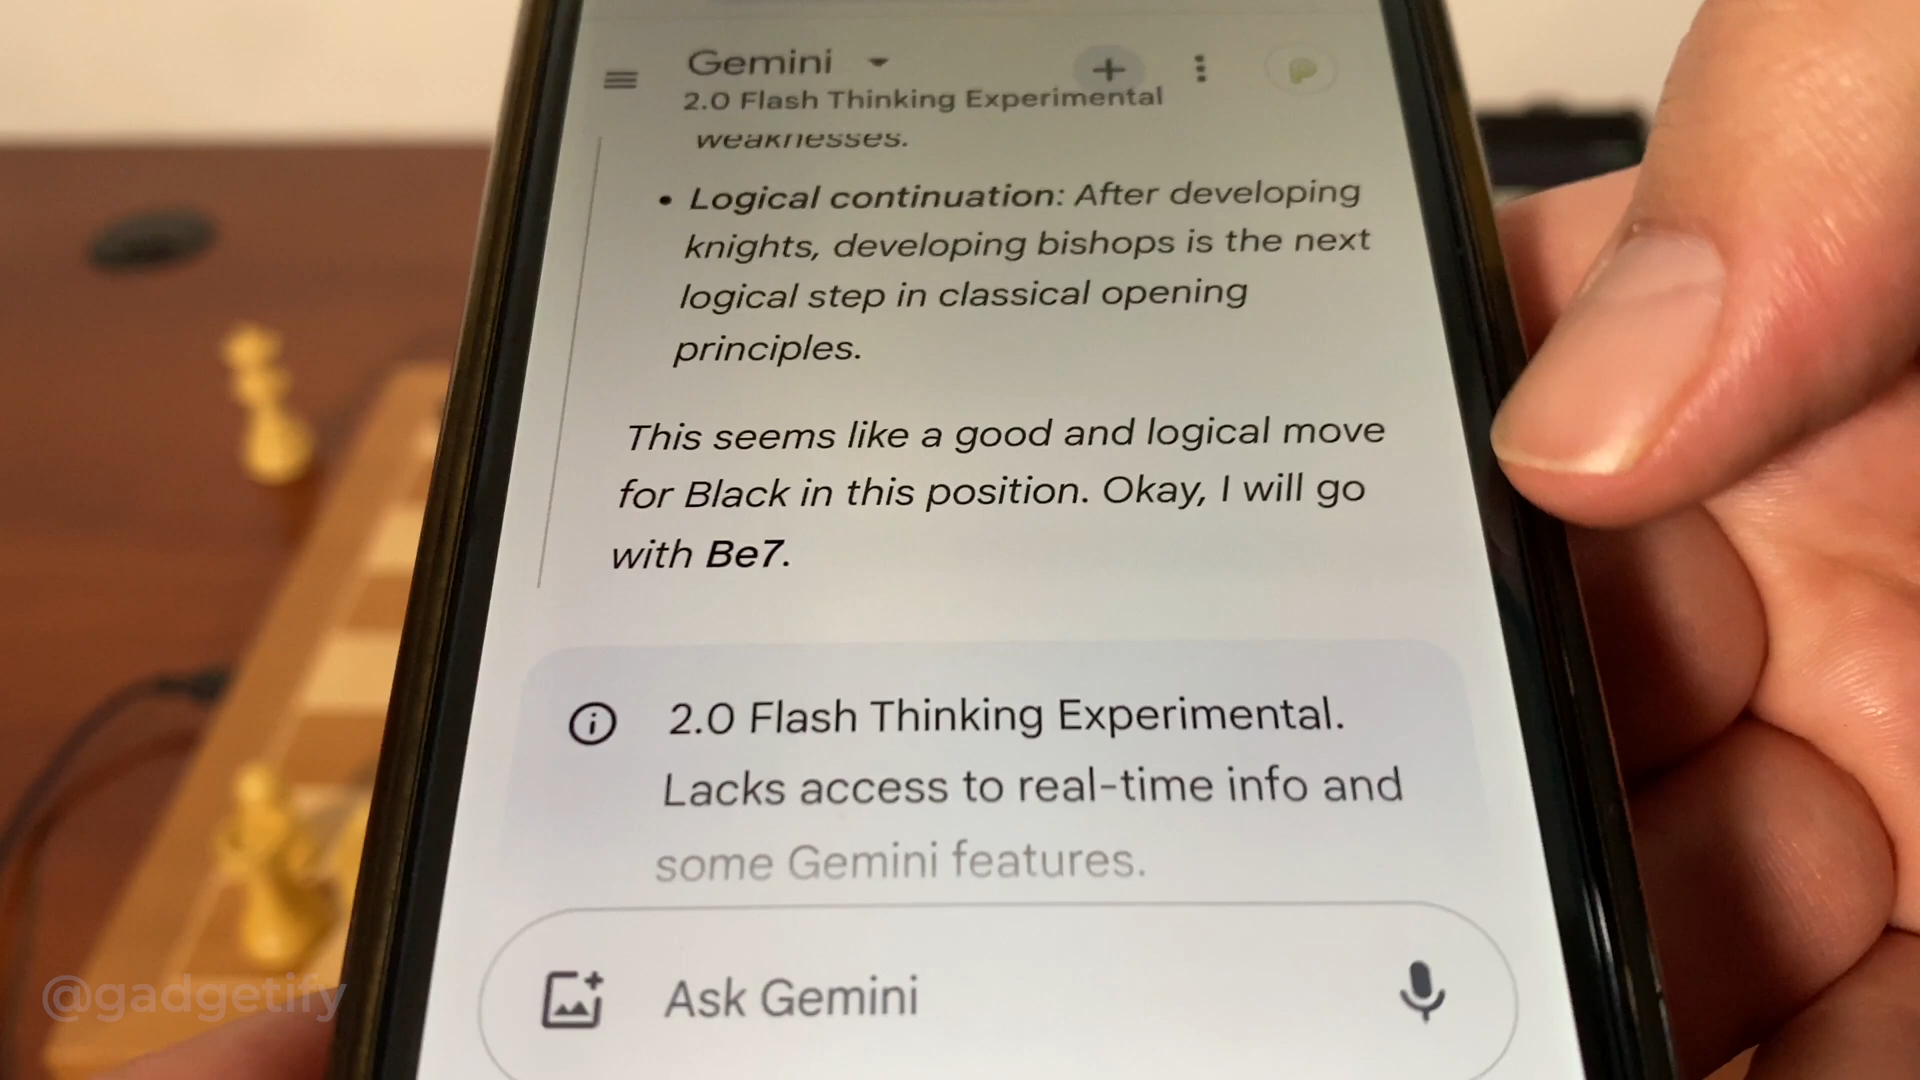 Gemini
2.0 Flash Thinking Experimental
weaknesses.
• Logical continuation: After developing
knights, developing bishops is the next
logical step in classical opening
principles.
This seems like a good and logical move
for Black in this position. Okay, I will go
with Be7.
2.0 Flash Thinking Experimental.
Lacks access to real-time info and
some Gemini features.
Ask Gemini
@gadgetify